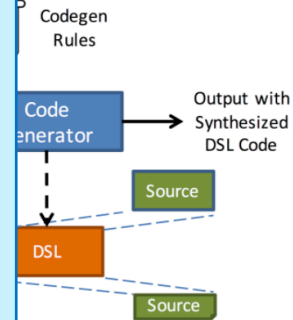 Codegen
Rules
Code
enerator
Output with
Synthesized
DSL Code
Source
DSL
Source